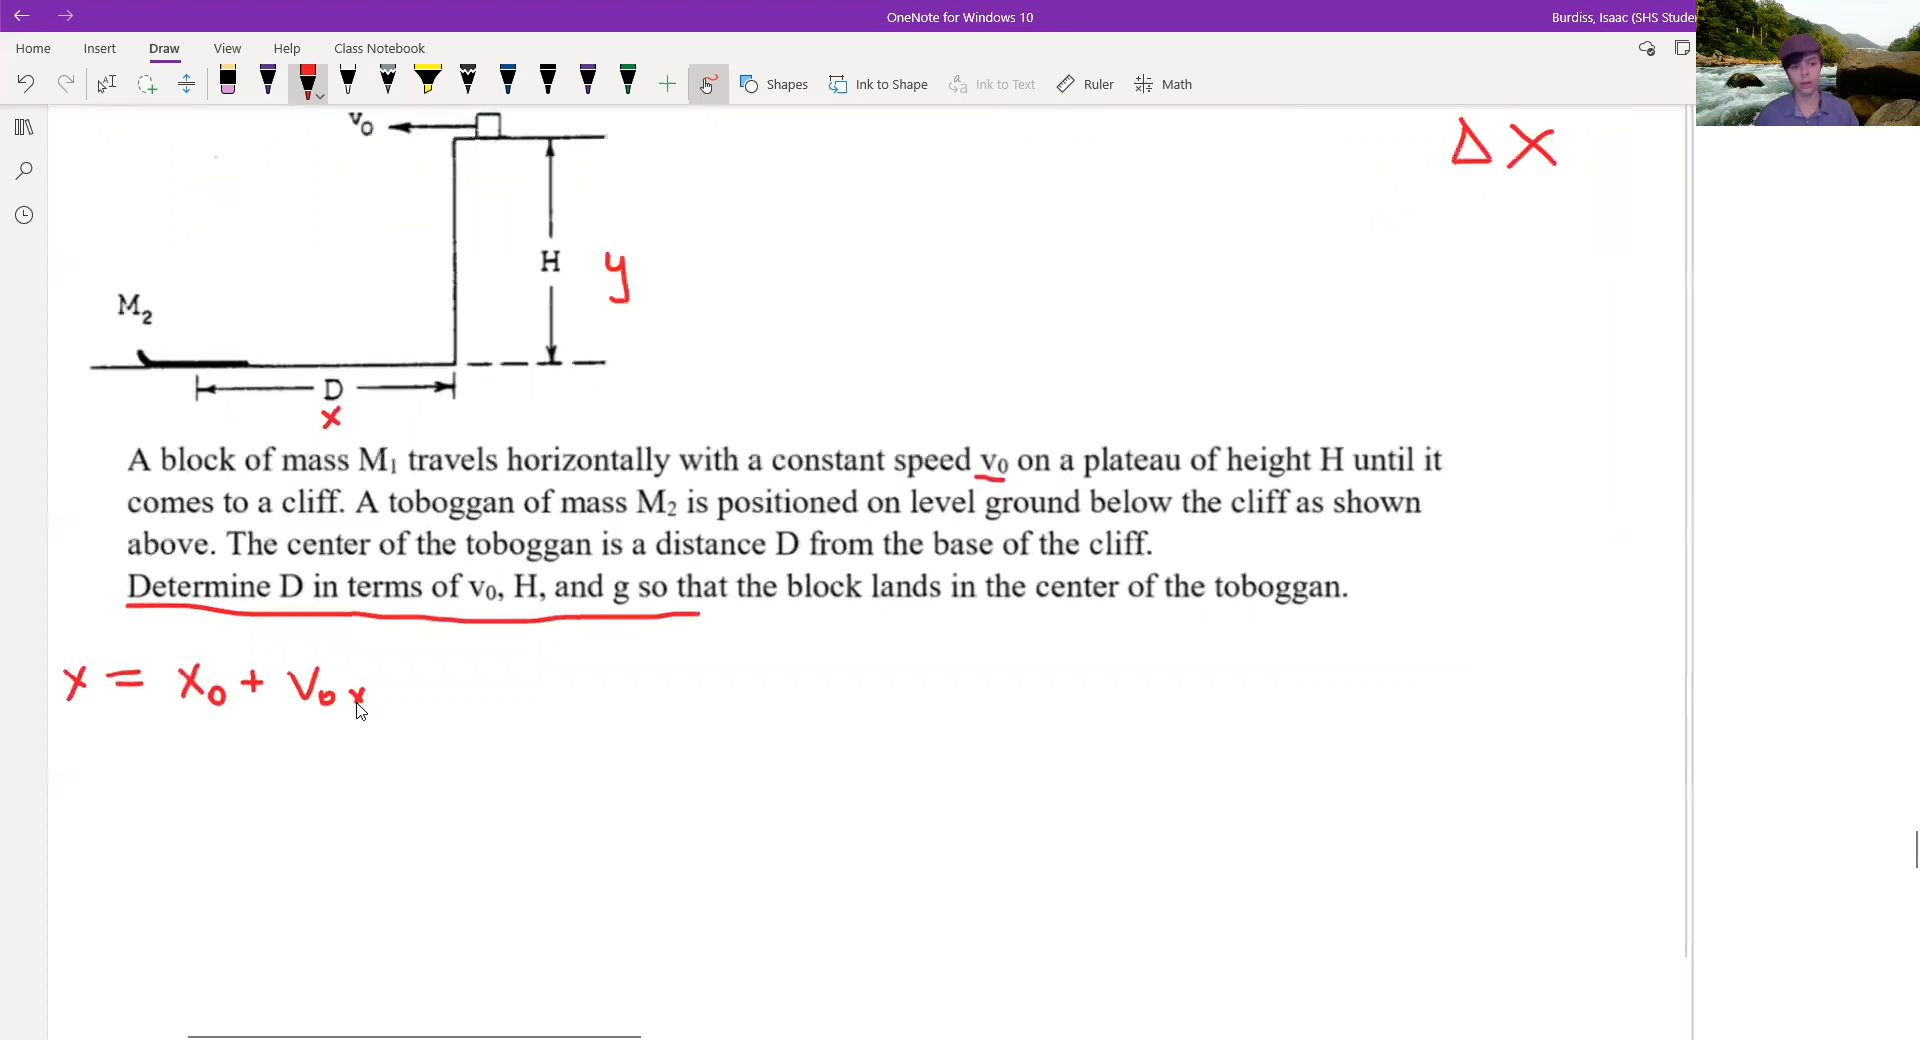 OneNote for Windows 10
Burdiss, Isaac (SHS Stude
Home Insert Draw View Help Class Notebook
Shapes Ink to Shape Ink to Text Ruler Math
v₀
Δ X
H y
M₂
D
x
A block of mass M₁ travels horizontally with a constant speed v₀ on a plateau of height H until it
comes to a cliff. A toboggan of mass M₂ is positioned on level ground below the cliff as shown
above. The center of the toboggan is a distance D from the base of the cliff.
Determine D in terms of v₀, H, and g so that the block lands in the center of the toboggan.
x = x₀ + v₀ₓ